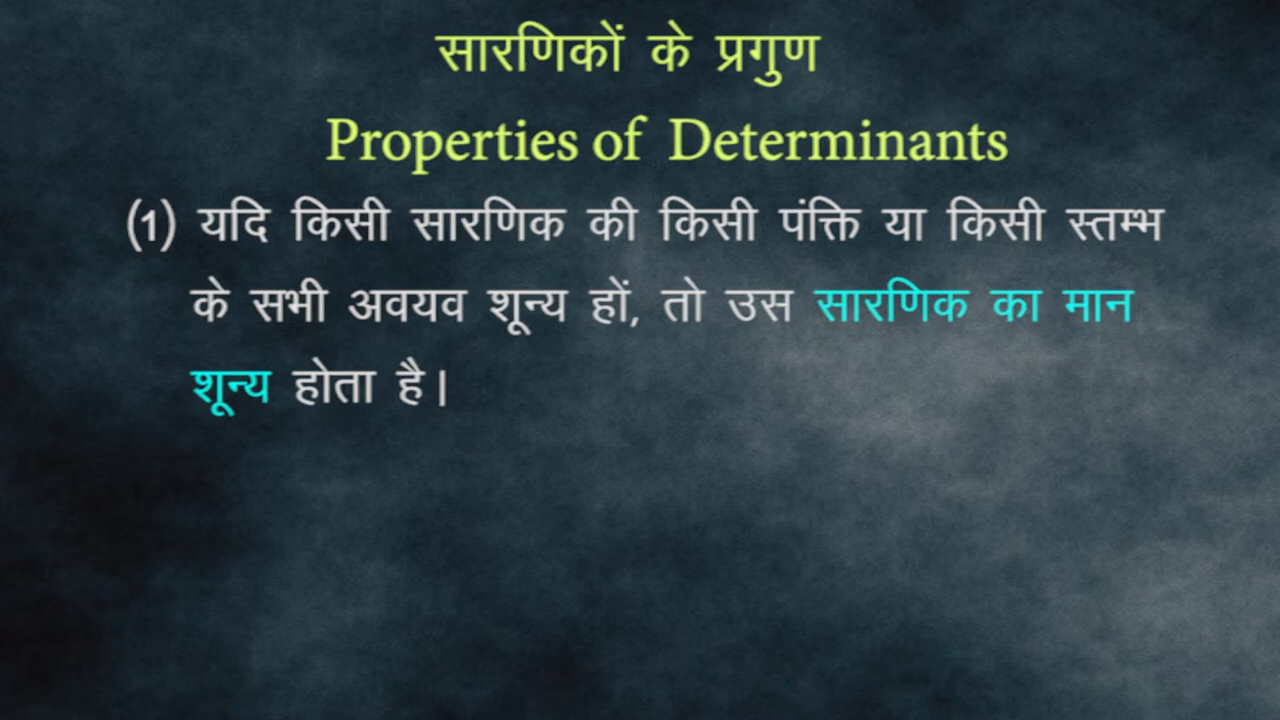 सारणिकों के प्रगुण
Properties of Determinants
(1) यदि किसी सारणिक की किसी पंक्ति या किसी स्तम्भ
के सभी अवयव शून्य हों, तो उस सारणिक का मान
शून्य होता है।